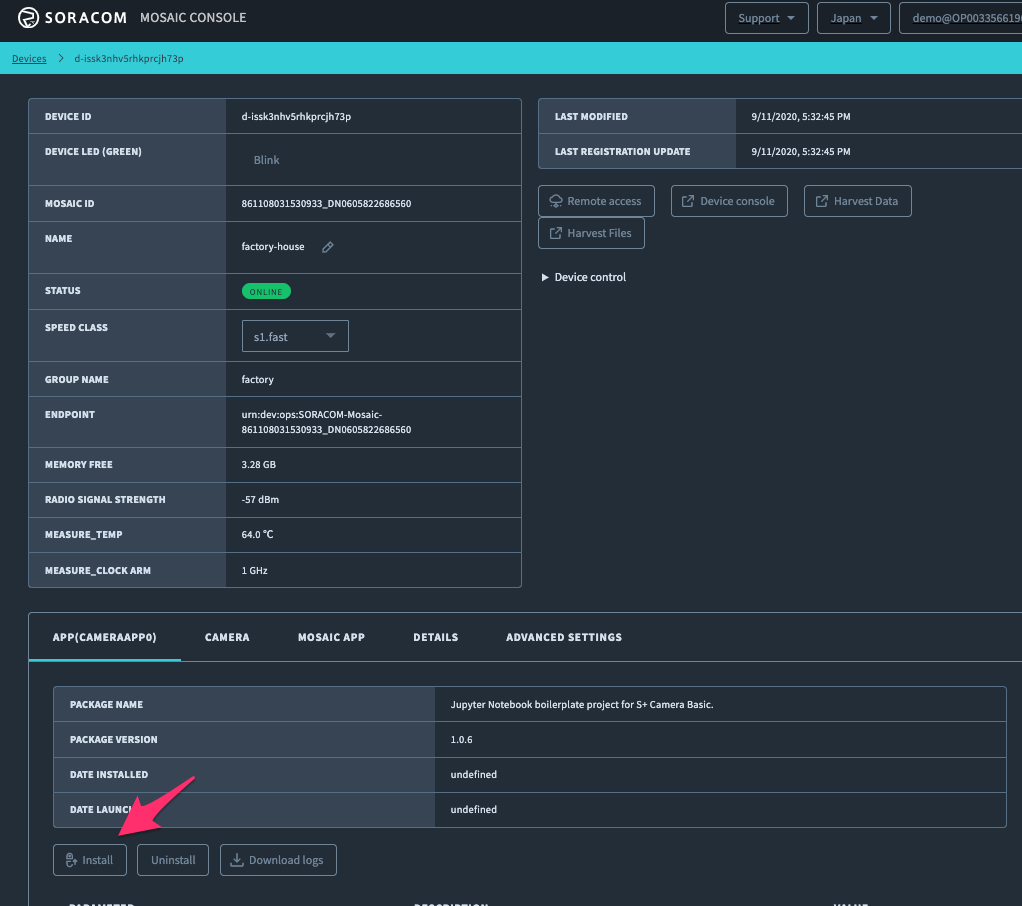 SORACOM MOSAIC CONSOLE
Support
Japan
demo@OP00335661
Devices > d-issk3nhv5rhkprcjh73p
DEVICE ID d-issk3nhv5rhkprcjh73p
DEVICE LED (GREEN) Blink
MOSAIC ID 861108031530933_DN0605822686560
NAME factory-house
STATUS ONLINE
SPEED CLASS s1.fast
GROUP NAME factory
ENDPOINT urn:dev:ops:SORACOM-Mosaic-
861108031530933_DN0605822686560
MEMORY FREE 3.28 GB
RADIO SIGNAL STRENGTH -57 dBm
MEASURE_TEMP 64.0 ℃
MEASURE_CLOCK ARM 1 GHz
LAST MODIFIED 9/11/2020, 5:32:45 PM
LAST REGISTRATION UPDATE 9/11/2020, 5:32:45 PM
Remote access
Device console
Harvest Data
Harvest Files
Device control
APP(CAMERAAPP0) CAMERA MOSAIC APP DETAILS ADVANCED SETTINGS
PACKAGE NAME Jupyter Notebook boilerplate project for S+ Camera Basic.
PACKAGE VERSION 1.0.6
DATE INSTALLED undefined
DATE LAUNC undefined
Install
Uninstall
Download logs
PARAMETER DESCRIPTION VALUE